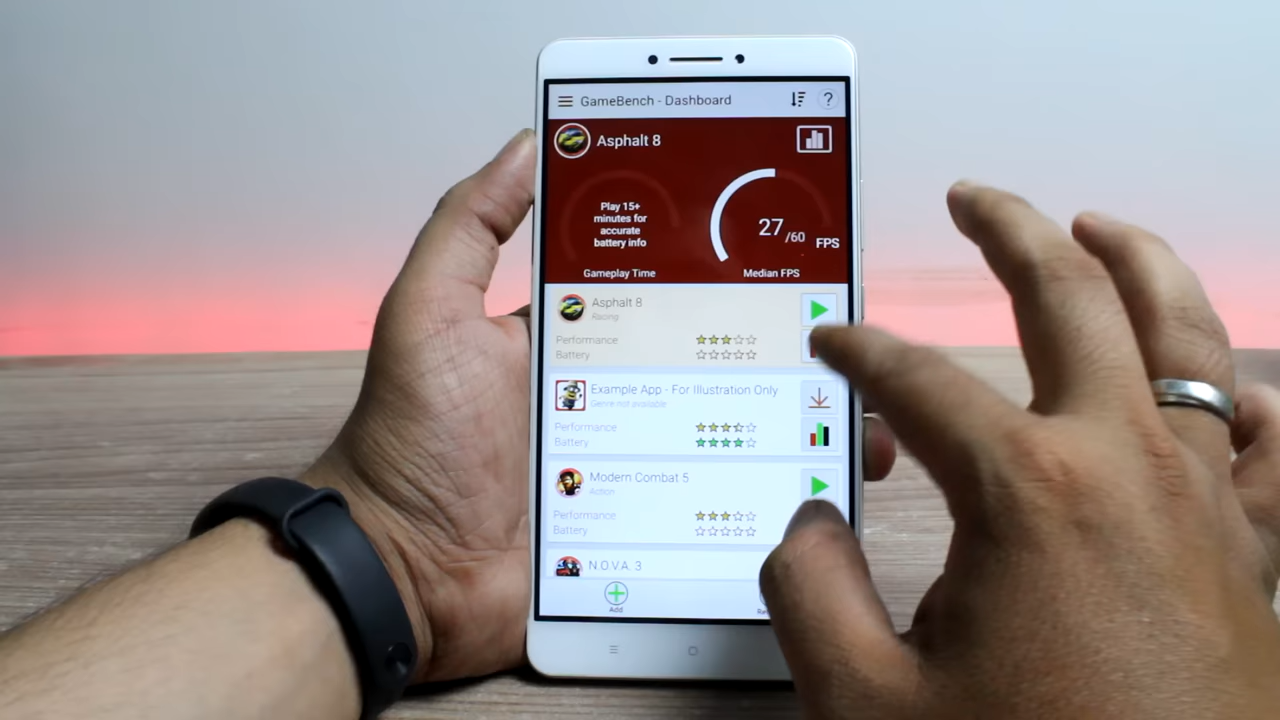 GameBench - Dashboard
?
Asphalt 8
Play 15+
minutes for
accurate
battery info
27/60
FPS
Gameplay Time
Median FPS
Asphalt 8
Racing
Performance
Battery
Example App - For Illustration Only
Genre not available
Performance
Battery
Modern Combat 5
Action
Performance
Battery
N.O.V.A. 3
Add